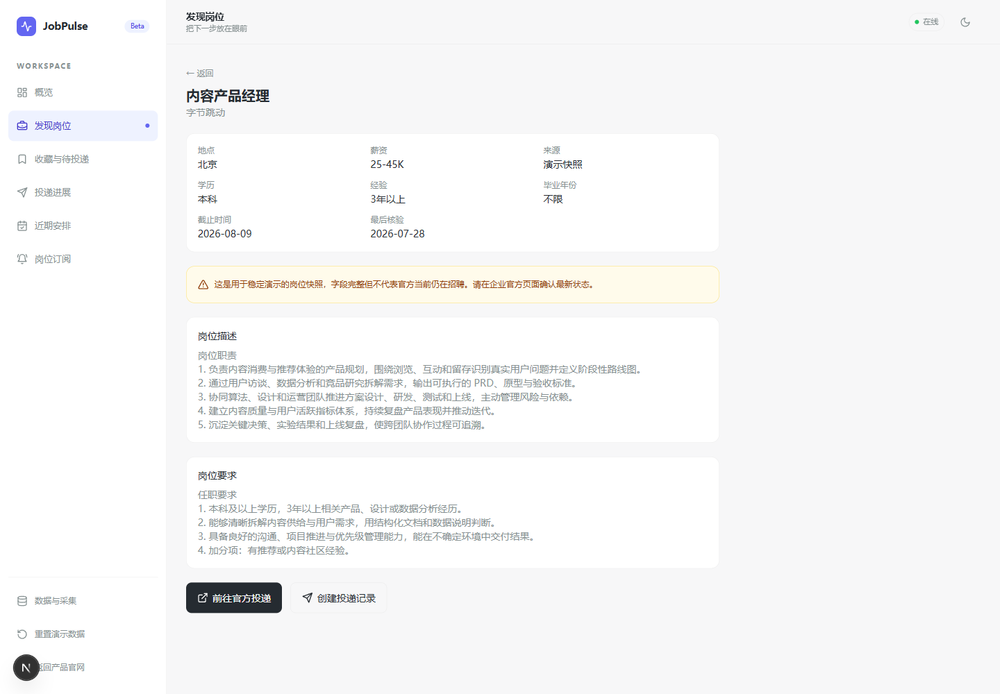 JobPulse
Beta
WORKSPACE
概览
发现岗位
收藏与待投递
投递进展
近期安排
岗位订阅
数据与采集
重置演示数据
N
返回产品官网
发现岗位
把下一步放在眼前
在线
← 返回
内容产品经理
字节跳动
地点
北京
薪资
25-45K
来源
演示快照
学历
本科
经验
3年以上
毕业年份
不限
截止时间
2026-08-09
最后核验
2026-07-28
这是用于稳定演示的岗位快照，字段完整但不代表官方当前仍在招聘。请在企业官方页面确认最新状态。
岗位描述
岗位职责
1. 负责内容消费与推荐体验的产品规划，围绕浏览、互动和留存识别真实用户问题并定义阶段性路线图。
2. 通过用户访谈、数据分析和竞品研究拆解需求，输出可执行的 PRD、原型与验收标准。
3. 协同算法、设计和运营团队推进方案设计、研发、测试和上线，主动管理风险与依赖。
4. 建立内容质量与用户活跃指标体系，持续复盘产品表现并推动迭代。
5. 沉淀关键决策、实验结果和上线复盘，使跨团队协作过程可追溯。
岗位要求
任职要求
1. 本科及以上学历，3年以上相关产品、设计或数据分析经历。
2. 能够清晰拆解内容供给与用户需求，用结构化文档和数据说明判断。
3. 具备良好的沟通、项目推进与优先级管理能力，能在不确定环境中交付结果。
4. 加分项：有推荐或内容社区经验。
前往官方投递
创建投递记录